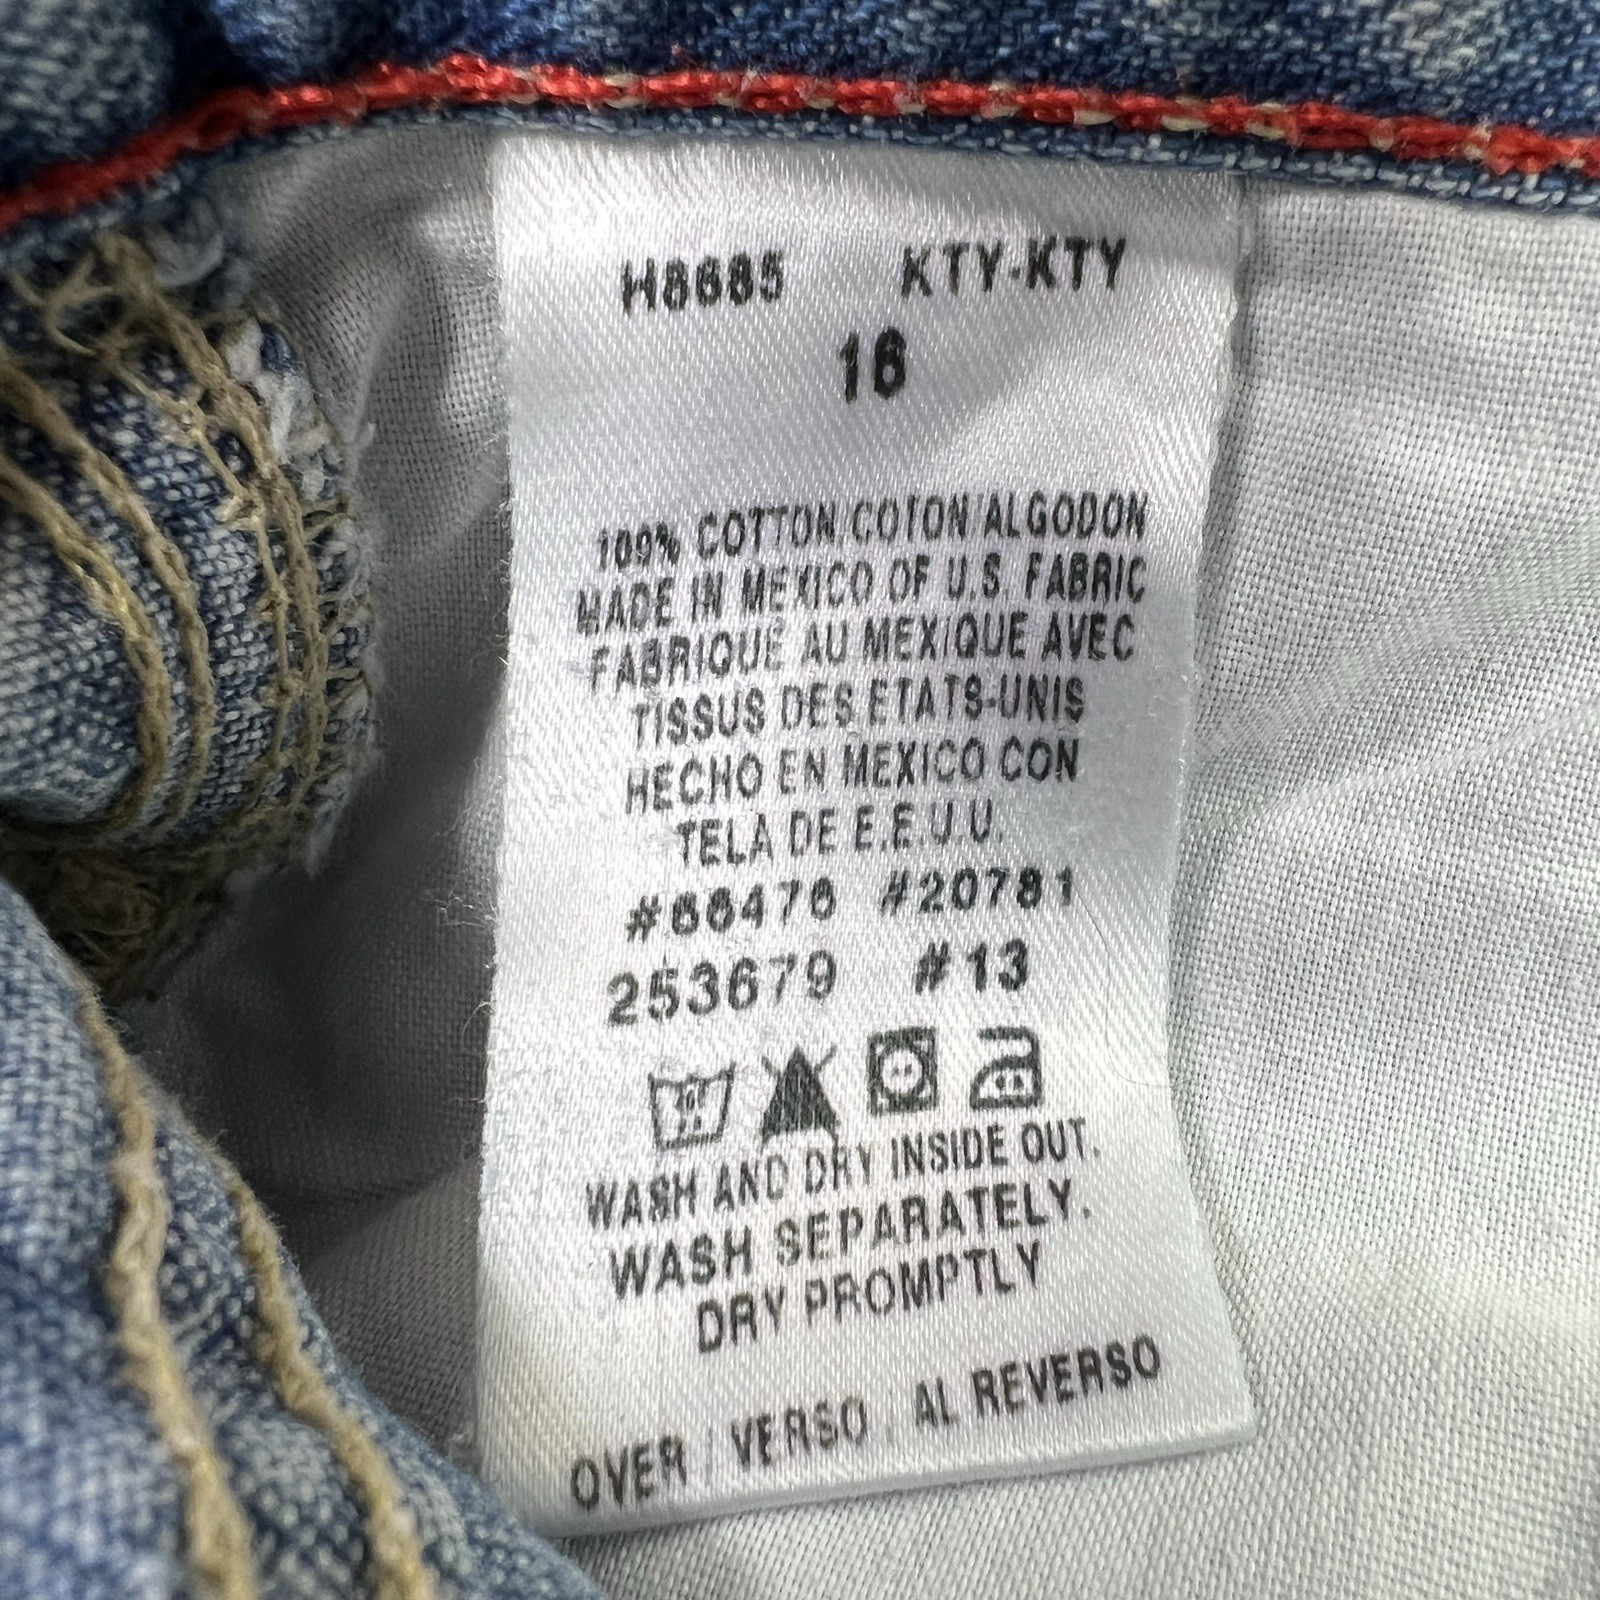 H8685 KTY-KTY
16
100% COTTON/COTON/ALGODON
MADE IN MEXICO OF U.S. FABRIC
FABRIQUE AU MEXIQUE AVEC
TISSUS DES ETATS-UNIS
HECHO EN MEXICO CON
TELA DE E.E.U.U.
#66476 #20781
253679 #13
WASH AND DRY INSIDE OUT.
WASH SEPARATELY.
DRY PROMPTLY
OVER / VERSO / AL REVERSO